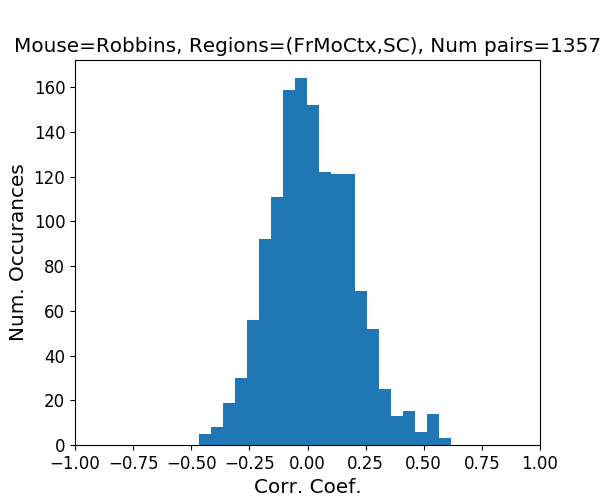 Mouse=Robbins, Regions=(FrMoCtx,SC), Num pairs=1357
160
140
120
100
80
60
40
20
0
Num. Occurances
−1.00 −0.75 −0.50 −0.25 0.00 0.25 0.50 0.75 1.00
Corr. Coef.